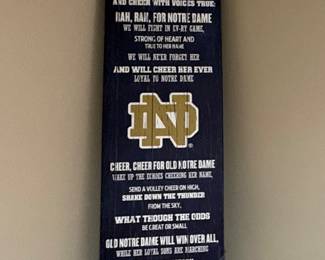 AND CHEER WITH VOICES TRUE:
RAH, RAH, FOR NOTRE DAME
WE WILL FIGHT IN EV-RY GAME,
STRONG OF HEART AND
TRUE TO HER NAME
WE WILL NE'ER FORGET HER
AND WILL CHEER HER EVER
LOYAL TO NOTRE DAME
ND
®
CHEER, CHEER FOR OLD NOTRE DAME
WAKE UP THE ECHOES CHEERING HER NAME,
SEND A VOLLEY CHEER ON HIGH,
SHAKE DOWN THE THUNDER
FROM THE SKY.
WHAT THOUGH THE ODDS
BE GREAT OR SMALL
OLD NOTRE DAME WILL WIN OVER ALL,
WHILE HER LOYAL SONS ARE MARCHING